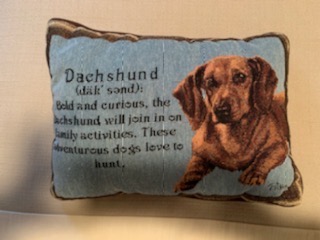 Dachshund
(däk' sønd):
Bold and curious, the
Dachshund will join in on
family activities. These
adventurous dogs love to
hunt.